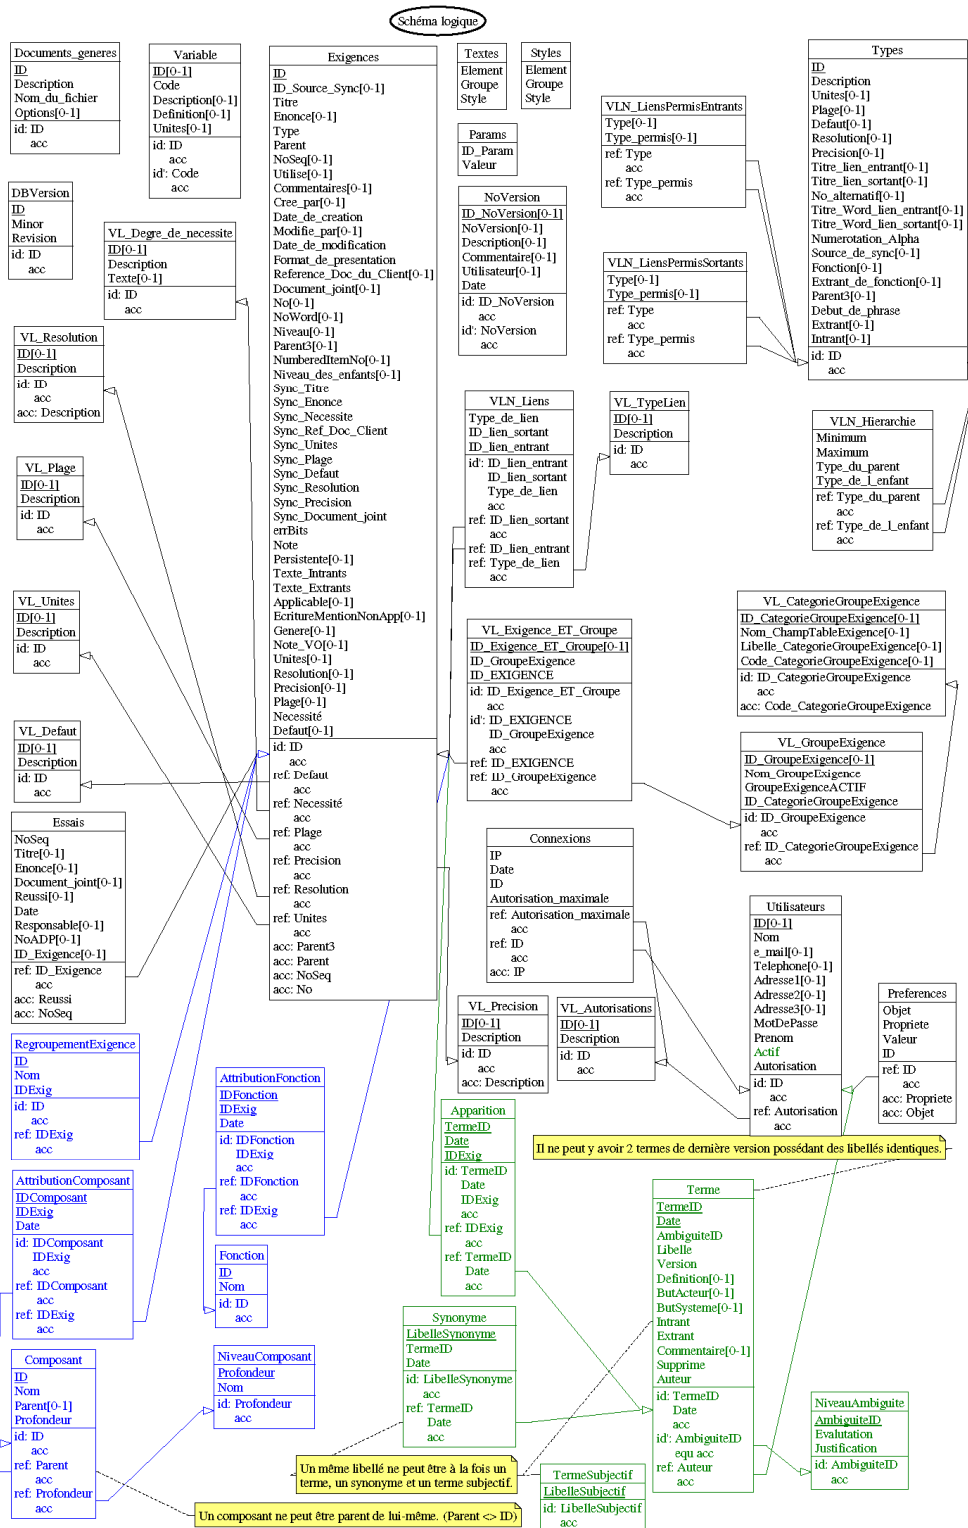 Schéma logique
Documents_generes
ID
Description
Nom_du_fichier
Options[0-1]
id: ID
acc
Variable
ID[0-1]
Code
Description[0-1]
Definition[0-1]
Unites[0-1]
id: ID
acc
id': Code
acc
Exigences
ID
ID_Source_Sync[0-1]
Titre
Enonce[0-1]
Type
Parent
NoSeq[0-1]
Utilise[0-1]
Commentaires[0-1]
Cree_par[0-1]
Date_de_creation
Modifie_par[0-1]
Date_de_modification
Format_de_presentation
Reference_Doc_du_Client[0-1]
Document_joint[0-1]
No[0-1]
NoWord[0-1]
Niveau[0-1]
Parent3[0-1]
NumberedItemNo[0-1]
Niveau_des_enfants[0-1]
Sync_Titre
Sync_Enonce
Sync_Necessite
Sync_Ref_Doc_Client
Sync_Unites
Sync_Plage
Sync_Defaut
Sync_Resolution
Sync_Precision
Sync_Document_joint
errBits
Note
Persistente[0-1]
Texte_Intrants
Texte_Extrants
Applicable[0-1]
EcritureMentionNonApp[0-1]
Genere[0-1]
Note_VO[0-1]
Unites[0-1]
Resolution[0-1]
Precision[0-1]
Plage[0-1]
Necessité
Defaut[0-1]
id: ID
acc
ref: Defaut
acc
ref: Necessité
acc
ref: Plage
acc
ref: Precision
acc
ref: Resolution
acc
ref: Unites
acc
acc: Parent3
acc: Parent
acc: NoSeq
acc: No
Textes
Element
Groupe
Style
Styles
Element
Groupe
Style
Params
ID_Param
Valeur
NoVersion
ID_NoVersion[0-1]
NoVersion[0-1]
Description[0-1]
Commentaire[0-1]
Utilisateur[0-1]
Date
id: ID_NoVersion
acc
id': NoVersion
acc
VLN_LiensPermisEntrants
Type[0-1]
Type_permis[0-1]
ref: Type
acc
ref: Type_permis
acc
VLN_LiensPermisSortants
Type[0-1]
Type_permis[0-1]
ref: Type
acc
ref: Type_permis
acc
Types
ID
Description
Unites[0-1]
Plage[0-1]
Defaut[0-1]
Resolution[0-1]
Precision[0-1]
Titre_lien_entrant[0-1]
Titre_lien_sortant[0-1]
No_alternatif[0-1]
Titre_Word_lien_entrant[0-1]
Titre_Word_lien_sortant[0-1]
Numerotation_Alpha
Source_de_sync[0-1]
Fonction[0-1]
Extrant_de_fonction[0-1]
Parent3[0-1]
Debut_de_phrase
Extrant[0-1]
Intrant[0-1]
id: ID
acc
DBVersion
ID
Minor
Revision
id: ID
acc
VL_Degre_de_necessite
ID[0-1]
Description
Texte[0-1]
id: ID
acc
VL_Resolution
ID[0-1]
Description
id: ID
acc
acc: Description
VL_Plage
ID[0-1]
Description
id: ID
acc
VL_Unites
ID[0-1]
Description
id: ID
acc
VL_Defaut
ID[0-1]
Description
id: ID
acc
VLN_Liens
Type_de_lien
ID_lien_sortant
ID_lien_entrant
id': ID_lien_entrant
ID_lien_sortant
Type_de_lien
acc
ref: ID_lien_sortant
acc
ref: ID_lien_entrant
ref: Type_de_lien
acc
VL_TypeLien
ID[0-1]
Description
id: ID
acc
VLN_Hierarchie
Minimum
Maximum
Type_du_parent
Type_de_l_enfant
ref: Type_du_parent
acc
ref: Type_de_l_enfant
acc
VL_Exigence_ET_Groupe
ID_Exigence_ET_Groupe[0-1]
ID_GroupeExigence
ID_EXIGENCE
id: ID_Exigence_ET_Groupe
acc
id': ID_EXIGENCE
ID_GroupeExigence
acc
ref: ID_EXIGENCE
ref: ID_GroupeExigence
acc
VL_CategorieGroupeExigence
ID_CategorieGroupeExigence[0-1]
Nom_ChampTableExigence[0-1]
Libelle_CategorieGroupeExigence[0-1]
Code_CategorieGroupeExigence[0-1]
id: ID_CategorieGroupeExigence
acc
acc: Code_CategorieGroupeExigence
VL_GroupeExigence
ID_GroupeExigence[0-1]
Nom_GroupeExigence
GroupeExigenceACTIF
ID_CategorieGroupeExigence
id: ID_GroupeExigence
acc
ref: ID_CategorieGroupeExigence
acc
Essais
NoSeq
Titre[0-1]
Enonce[0-1]
Document_joint[0-1]
Reussi[0-1]
Date
Responsable[0-1]
NoADP[0-1]
ID_Exigence[0-1]
ref: ID_Exigence
acc
acc: Reussi
acc: NoSeq
Connexions
IP
Date
ID
Autorisation_maximale
ref: Autorisation_maximale
acc
ref: ID
acc
acc: IP
Utilisateurs
ID[0-1]
Nom
e_mail[0-1]
Telephone[0-1]
Adresse1[0-1]
Adresse2[0-1]
Adresse3[0-1]
MotDePasse
Prenom
Actif
Autorisation
id: ID
acc
ref: Autorisation
acc
Preferences
Objet
Propriete
Valeur
ID
ref: ID
acc
acc: Propriete
acc: Objet
VL_Precision
ID[0-1]
Description
id: ID
acc
acc: Description
VL_Autorisations
ID[0-1]
Description
id: ID
acc
RegroupementExigence
ID
Nom
IDExig
id: ID
acc
ref: IDExig
acc
AttributionFonction
IDFonction
IDExig
Date
id: IDFonction
IDExig
acc
ref: IDFonction
acc
ref: IDExig
acc
Apparition
TermeID
Date
IDExig
id: TermeID
Date
IDExig
acc
ref: IDExig
acc
ref: TermeID
Date
acc
Il ne peut y avoir 2 termes de dernière version possédant des libellés identiques.
AttributionComposant
IDComposant
IDExig
Date
id: IDComposant
IDExig
acc
ref: IDComposant
acc
ref: IDExig
acc
Fonction
ID
Nom
id: ID
acc
Terme
TermeID
Date
AmbiguiteID
Libelle
Version
Definition[0-1]
ButActeur[0-1]
ButSysteme[0-1]
Intrant
Extrant
Commentaire[0-1]
Supprime
Auteur
id: TermeID
Date
acc
id': AmbiguiteID
equ acc
ref: Auteur
acc
Synonyme
LibelleSynonyme
TermeID
Date
id: LibelleSynonyme
acc
ref: TermeID
Date
acc
Composant
ID
Nom
Parent[0-1]
Profondeur
id: ID
acc
ref: Parent
acc
ref: Profondeur
acc
NiveauComposant
Profondeur
Nom
id: Profondeur
acc
NiveauAmbiguite
AmbiguiteID
Evalutation
Justification
id: AmbiguiteID
acc
Un même libellé ne peut être à la fois un
terme, un synonyme et un terme subjectif.
TermeSubjectif
LibelleSubjectif
id: LibelleSubjectif
acc
Un composant ne peut être parent de lui-même. (Parent <> ID)